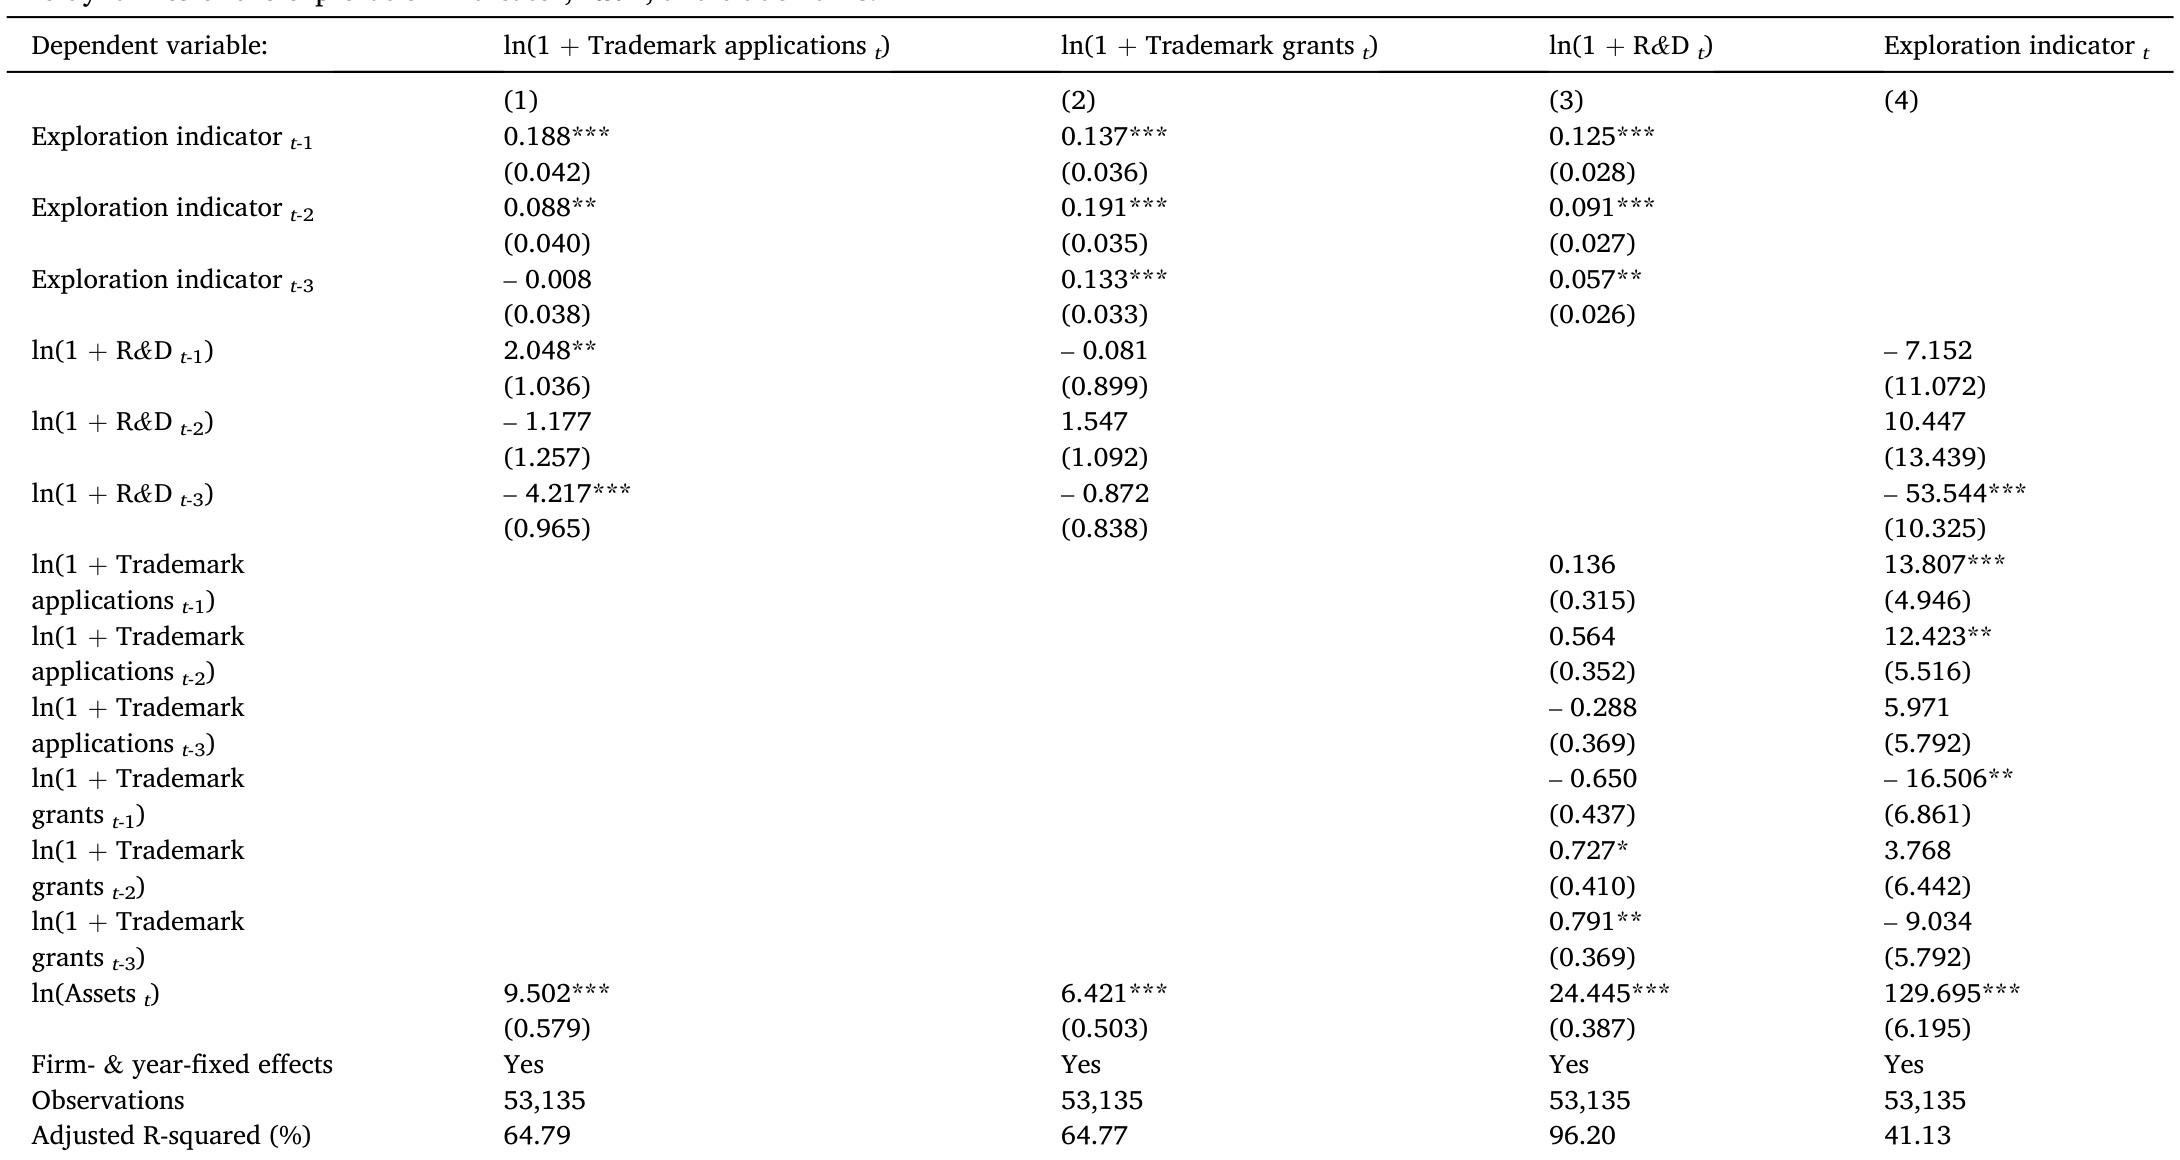 Dependent variable: ln(1 + Trademark applications t) ln(1 + Trademark grants t) ln(1 + R&D t) Exploration indicator t
(1) (2) (3) (4)
Exploration indicator t-1 0.188*** 0.137*** 0.125***
(0.042) (0.036) (0.028)
Exploration indicator t-2 0.088** 0.191*** 0.091***
(0.040) (0.035) (0.027)
Exploration indicator t-3 – 0.008 0.133*** 0.057**
(0.038) (0.033) (0.026)
ln(1 + R&D t-1) 2.048** – 0.081 – 7.152
(1.036) (0.899) (11.072)
ln(1 + R&D t-2) – 1.177 1.547 10.447
(1.257) (1.092) (13.439)
ln(1 + R&D t-3) – 4.217*** – 0.872 – 53.544***
(0.965) (0.838) (10.325)
ln(1 + Trademark 0.136 13.807***
applications t-1) (0.315) (4.946)
ln(1 + Trademark 0.564 12.423**
applications t-2) (0.352) (5.516)
ln(1 + Trademark – 0.288 5.971
applications t-3) (0.369) (5.792)
ln(1 + Trademark – 0.650 – 16.506**
grants t-1) (0.437) (6.861)
ln(1 + Trademark 0.727* 3.768
grants t-2) (0.410) (6.442)
ln(1 + Trademark 0.791** – 9.034
grants t-3) (0.369) (5.792)
ln(Assets t) 9.502*** 6.421*** 24.445*** 129.695***
(0.579) (0.503) (0.387) (6.195)
Firm- & year-fixed effects Yes Yes Yes Yes
Observations 53,135 53,135 53,135 53,135
Adjusted R-squared (%) 64.79 64.77 96.20 41.13